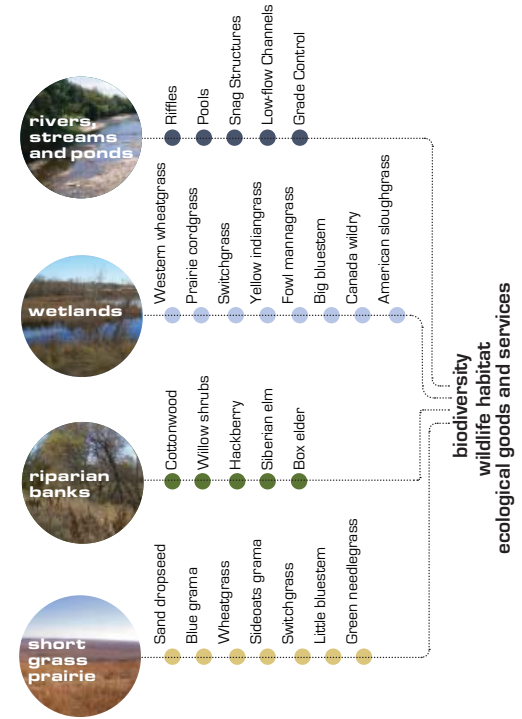 short
grass
prairie
Sand dropseed
Blue grama
Wheatgrass
Sideoats grama
Switchgrass
Little bluestem
Green needlegrass
riparian
banks
Cottonwood
Willow shrubs
Hackberry
Siberian elm
Box elder
wetlands
Western wheatgrass
Prairie cordgrass
Switchgrass
Yellow indiangrass
Fowl mannagrass
Big bluestem
Canada wildry
American sloughgrass
rivers,
streams
and ponds
Riffles
Pools
Snag Structures
Low-flow Channels
Grade Control
biodiversity
wildlife habitat
ecological goods and services